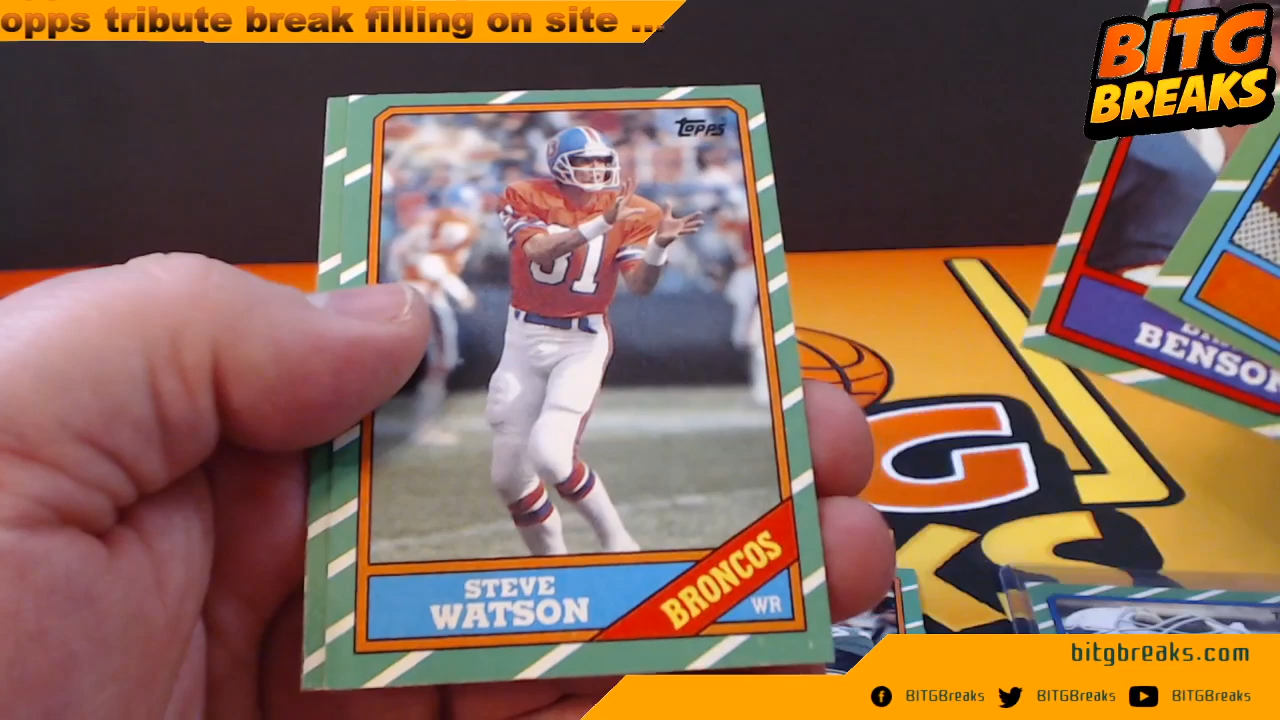 opps tribute break filling on site ...
BITG
BREAKS
TOPPS
81
STEVE
WATSON
BRONCOS
WR
BENSON
G
bitgbreaks.com
BITGBreaks
BITGBreaks
BITGBreaks